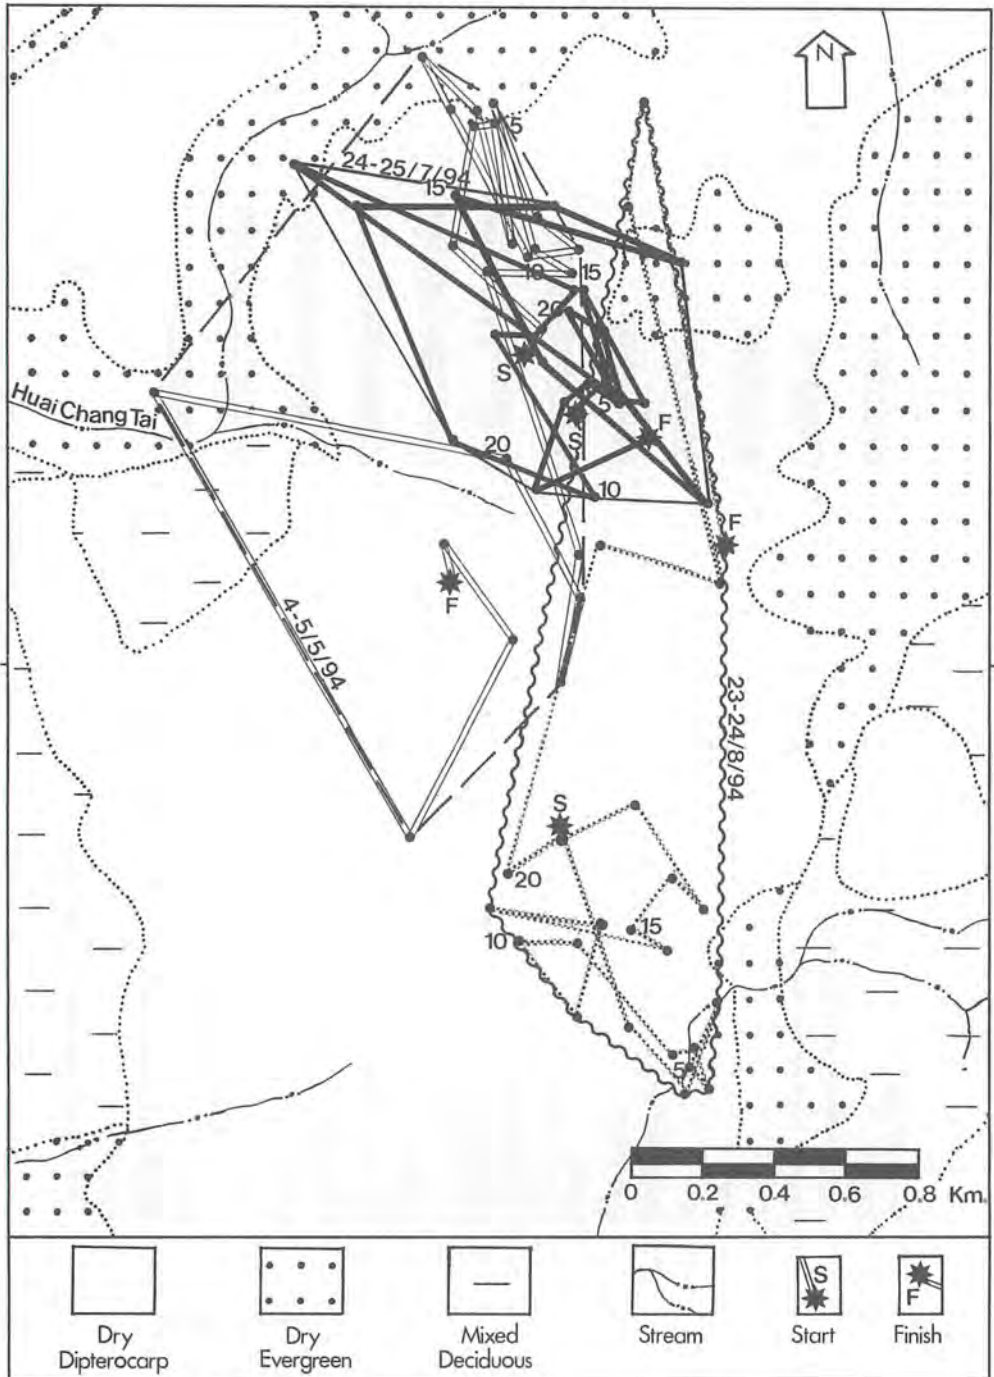 N
5
24-25/7/94
15
10
15
20
S
5
S
F
Huai Chang Tai
20
10
F
F
4-5/5/94
23-24/8/94
S
20
10
15
5
0 0.2 0.4 0.6 0.8 Km.
S
F
Dry
Dipterocarp
Dry
Evergreen
Mixed
Deciduous
Stream
Start
Finish